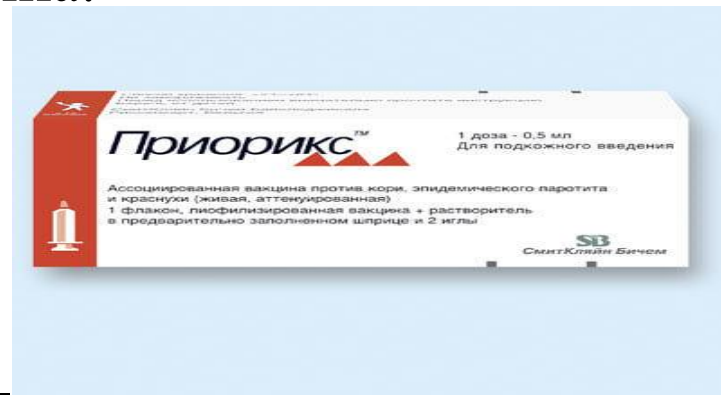 Приорикс™
1 доза - 0,5 мл
Для подкожного введения
Ассоциированная вакцина против кори, эпидемического паротита
и краснухи (живая, аттенуированная)
1 флакон, лиофилизированная вакцина + растворитель
в предварительно заполненном шприце и 2 иглы
SB
СмитКляйн Бичем